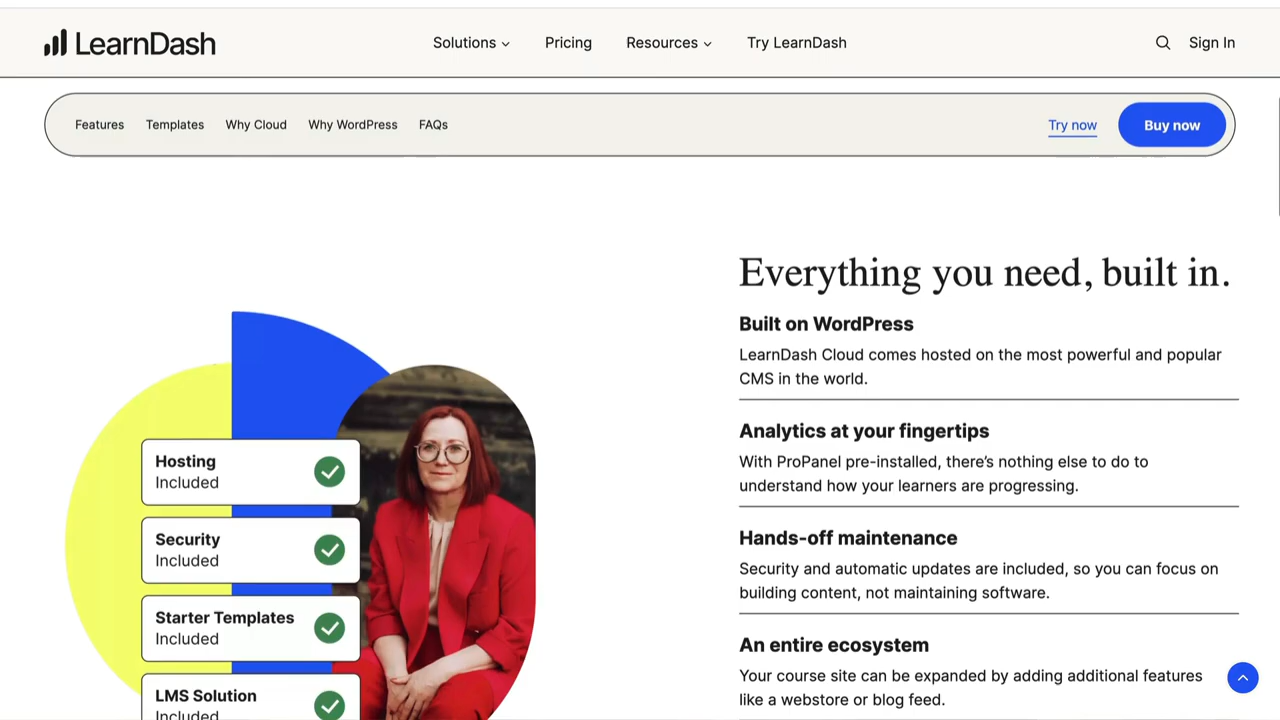 LearnDash
Solutions
Pricing
Resources
Try LearnDash
Sign In
Features
Templates
Why Cloud
Why WordPress
FAQs
Try now
Buy now
Hosting
Included
Security
Included
Starter Templates
Included
LMS Solution
Included
Everything you need, built in.
Built on WordPress
LearnDash Cloud comes hosted on the most powerful and popular
CMS in the world.
Analytics at your fingertips
With ProPanel pre-installed, there’s nothing else to do to
understand how your learners are progressing.
Hands-off maintenance
Security and automatic updates are included, so you can focus on
building content, not maintaining software.
An entire ecosystem
Your course site can be expanded by adding additional features
like a webstore or blog feed.